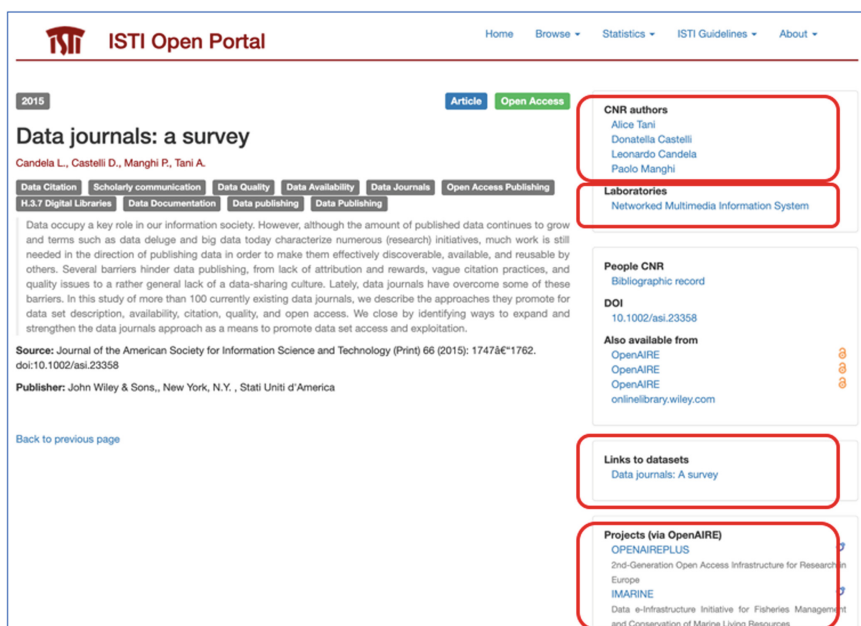 ISTI
ISTI Open Portal
Home
Browse
Statistics
ISTI Guidelines
About
2015
Article
Open Access
Data journals: a survey
Candela L., Castelli D., Manghi P., Tani A.
Data Citation
Scholarly communication
Data Quality
Data Availability
Data Journals
Open Access Publishing
H.3.7 Digital Libraries
Data Documentation
Data publishing
Data Publishing
Data occupy a key role in our information society. However, although the amount of published data continues to grow
and terms such as data deluge and big data today characterize numerous (research) initiatives, much work is still
needed in the direction of publishing data in order to make them effectively discoverable, available, and reusable by
others. Several barriers hinder data publishing, from lack of attribution and rewards, vague citation practices, and
quality issues to a rather general lack of a data-sharing culture. Lately, data journals have overcome some of these
barriers. In this study of more than 100 currently existing data journals, we describe the approaches they promote for
data set description, availability, citation, quality, and open access. We close by identifying ways to expand and
strengthen the data journals approach as a means to promote data set access and exploitation.
Source: Journal of the American Society for Information Science and Technology (Print) 66 (2015): 1747â€"1762.
doi:10.1002/asi.23358
Publisher: John Wiley & Sons,, New York, N.Y. , Stati Uniti d'America
Back to previous page
CNR authors
Alice Tani
Donatella Castelli
Leonardo Candela
Paolo Manghi
Laboratories
Networked Multimedia Information System
People CNR
Bibliographic record
DOI
10.1002/asi.23358
Also available from
OpenAIRE
OpenAIRE
OpenAIRE
onlinelibrary.wiley.com
Links to datasets
Data journals: A survey
Projects (via OpenAIRE)
OPENAIREPLUS
2nd-Generation Open Access Infrastructure for Research in
Europe
IMARINE
Data e-Infrastructure Initiative for Fisheries Management
and Conservation of Marine Living Resources.